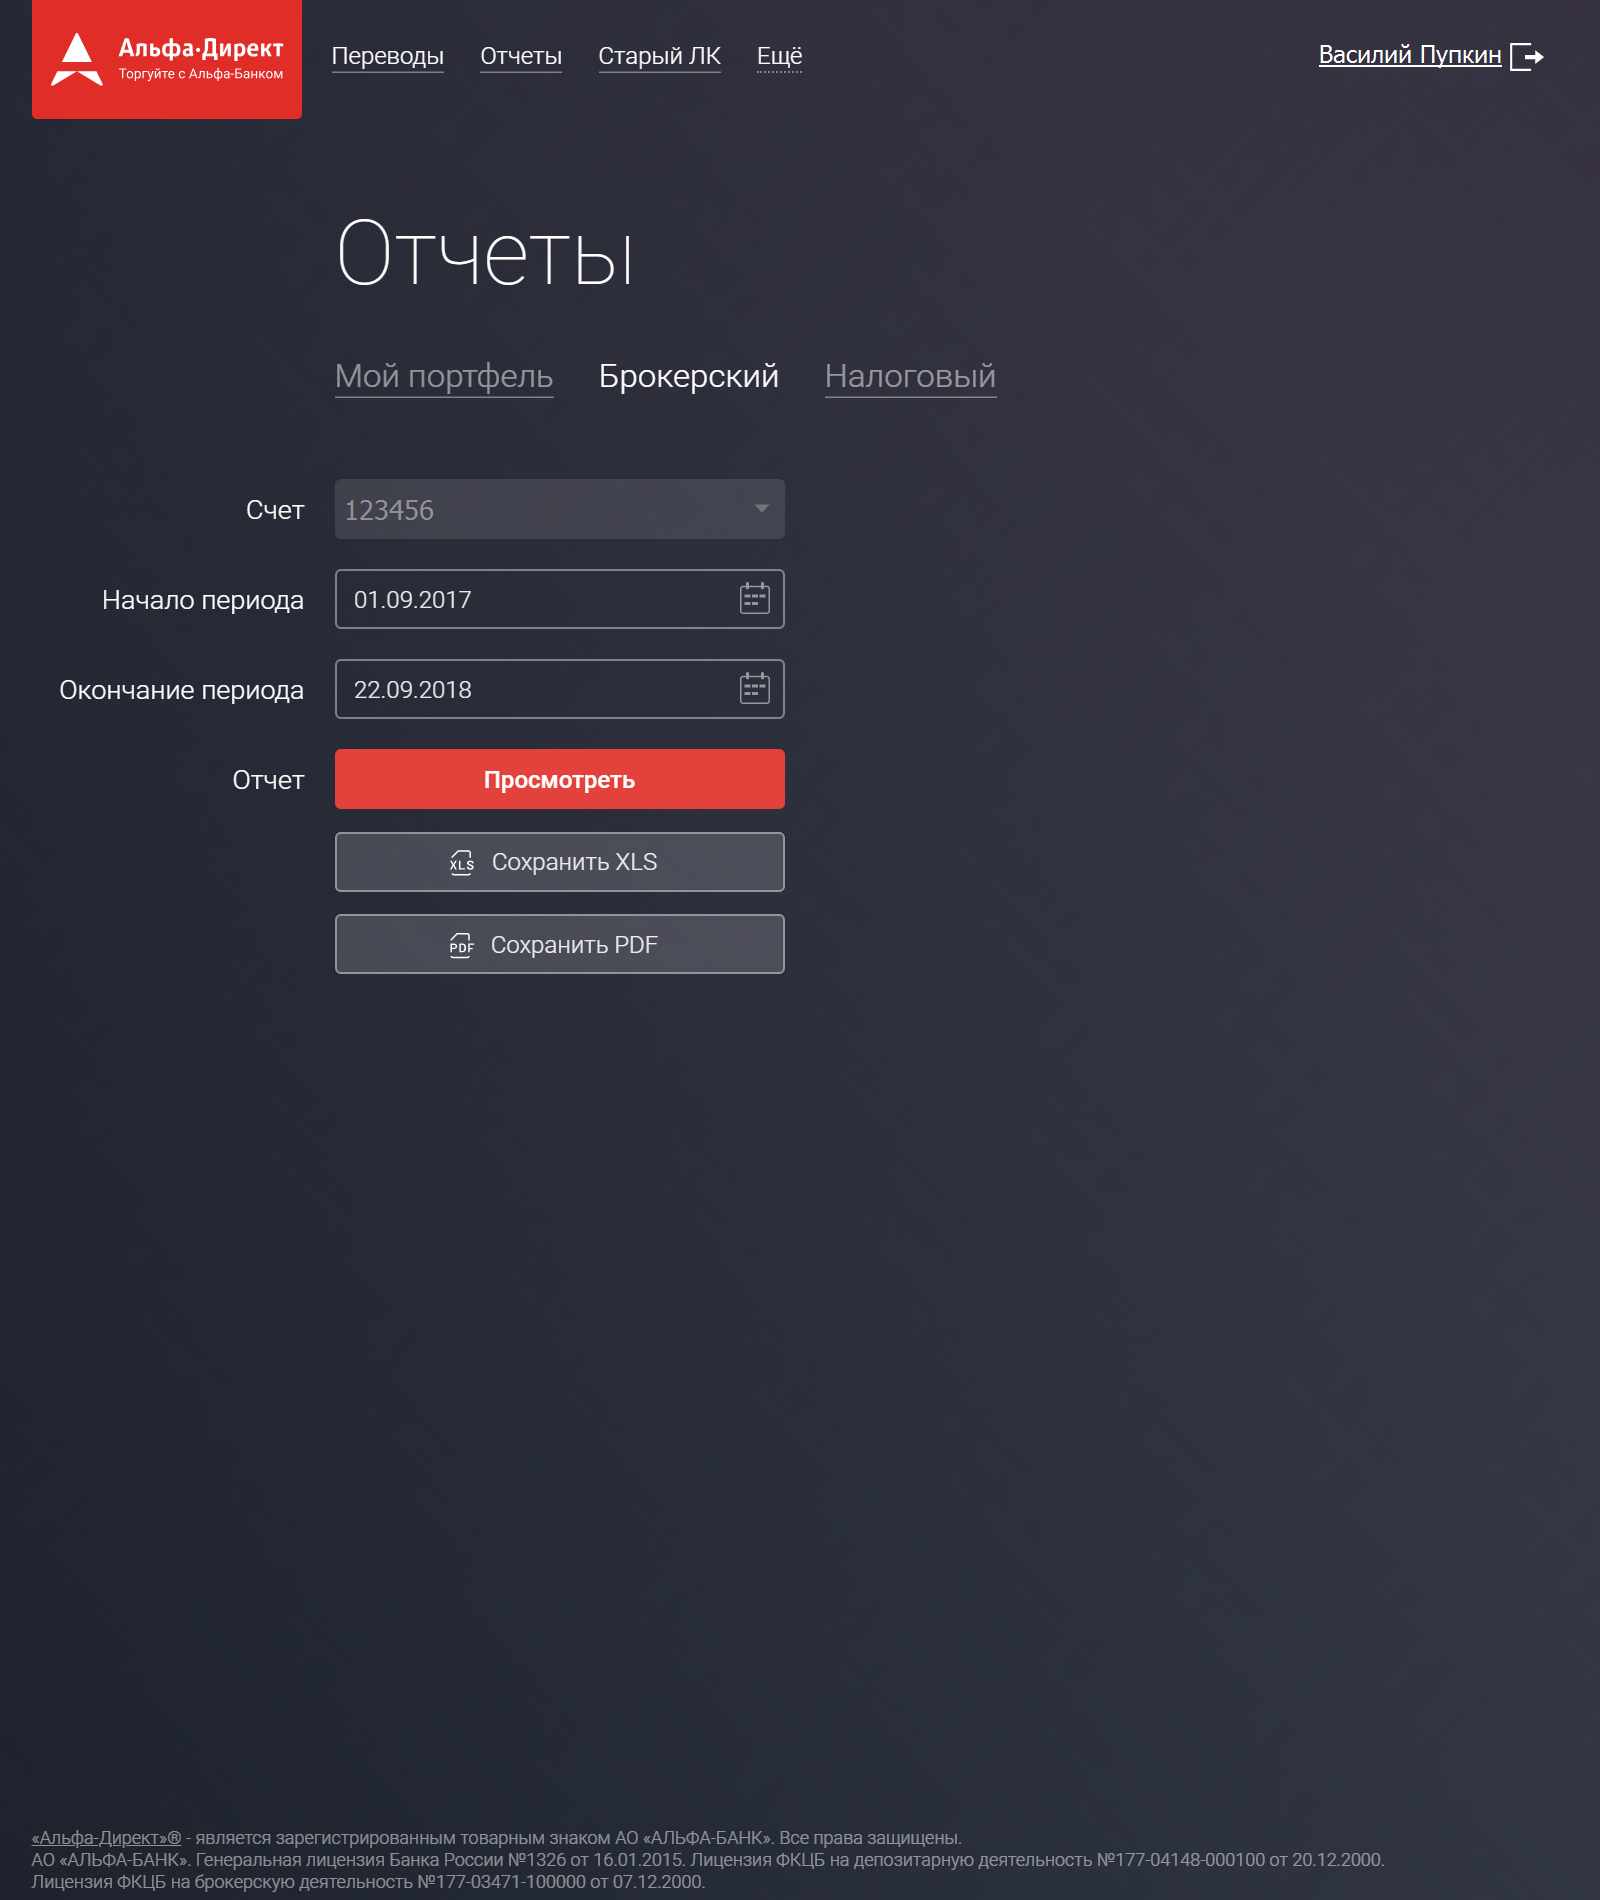 Альфа·Директ
Торгуйте с Альфа-Банком
Переводы Отчеты Старый ЛК Ещё
Василий Пупкин
Отчеты
Мой портфель Брокерский Налоговый
Счет 123456
Начало периода 01.09.2017
Окончание периода 22.09.2018
Отчет Просмотреть
XLS Сохранить XLS
PDF Сохранить PDF
«Альфа-Директ»® - является зарегистрированным товарным знаком АО «АЛЬФА-БАНК». Все права защищены.
АО «АЛЬФА-БАНК». Генеральная лицензия Банка России №1326 от 16.01.2015. Лицензия ФКЦБ на депозитарную деятельность №177-04148-000100 от 20.12.2000.
Лицензия ФКЦБ на брокерскую деятельность №177-03471-100000 от 07.12.2000.